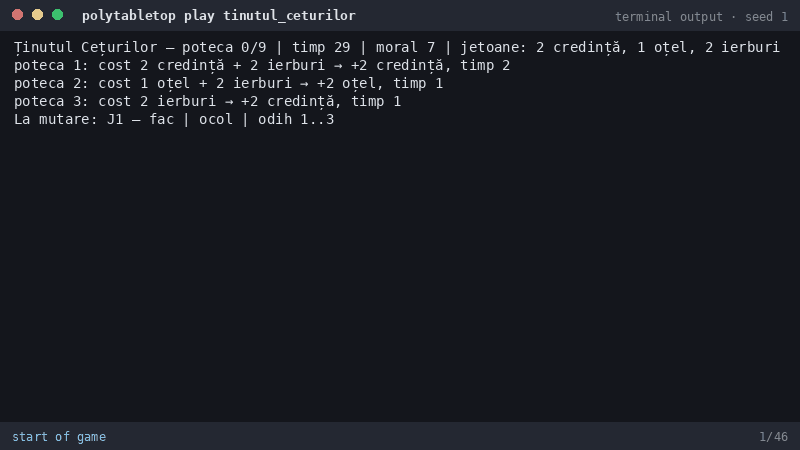 polytabletop play tinutul_ceturilor
terminal output · seed 1
Ținutul Cețurilor — poteca 0/9 | timp 29 | moral 7 | jetoane: 2 credință, 1 oțel, 2 ierburi
poteca 1: cost 2 credință + 2 ierburi → +2 credință, timp 2
poteca 2: cost 1 oțel + 2 ierburi → +2 oțel, timp 1
poteca 3: cost 2 ierburi → +2 credință, timp 1
La mutare: J1 — fac | ocol | odih 1..3
start of game
1/46